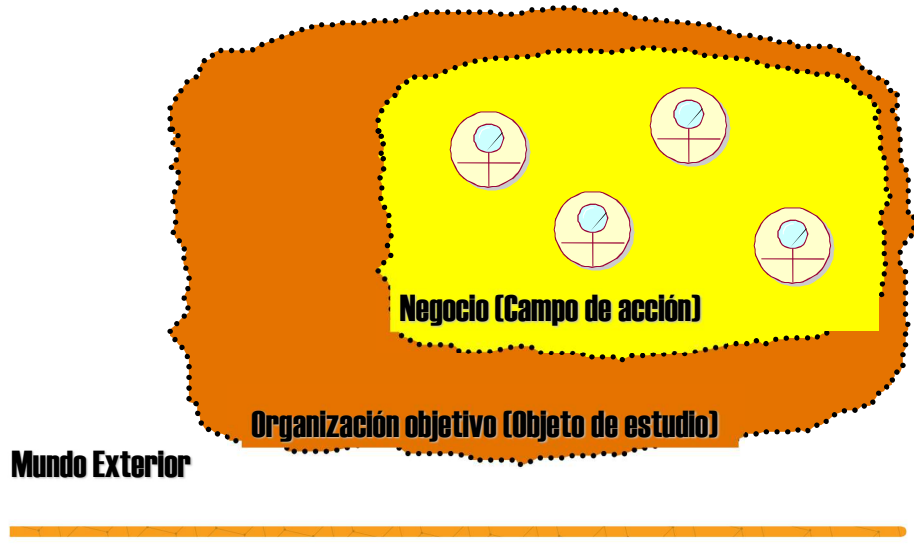 Negocio (Campo de acción)
Organización objetivo (Objeto de estudio)
Mundo Exterior